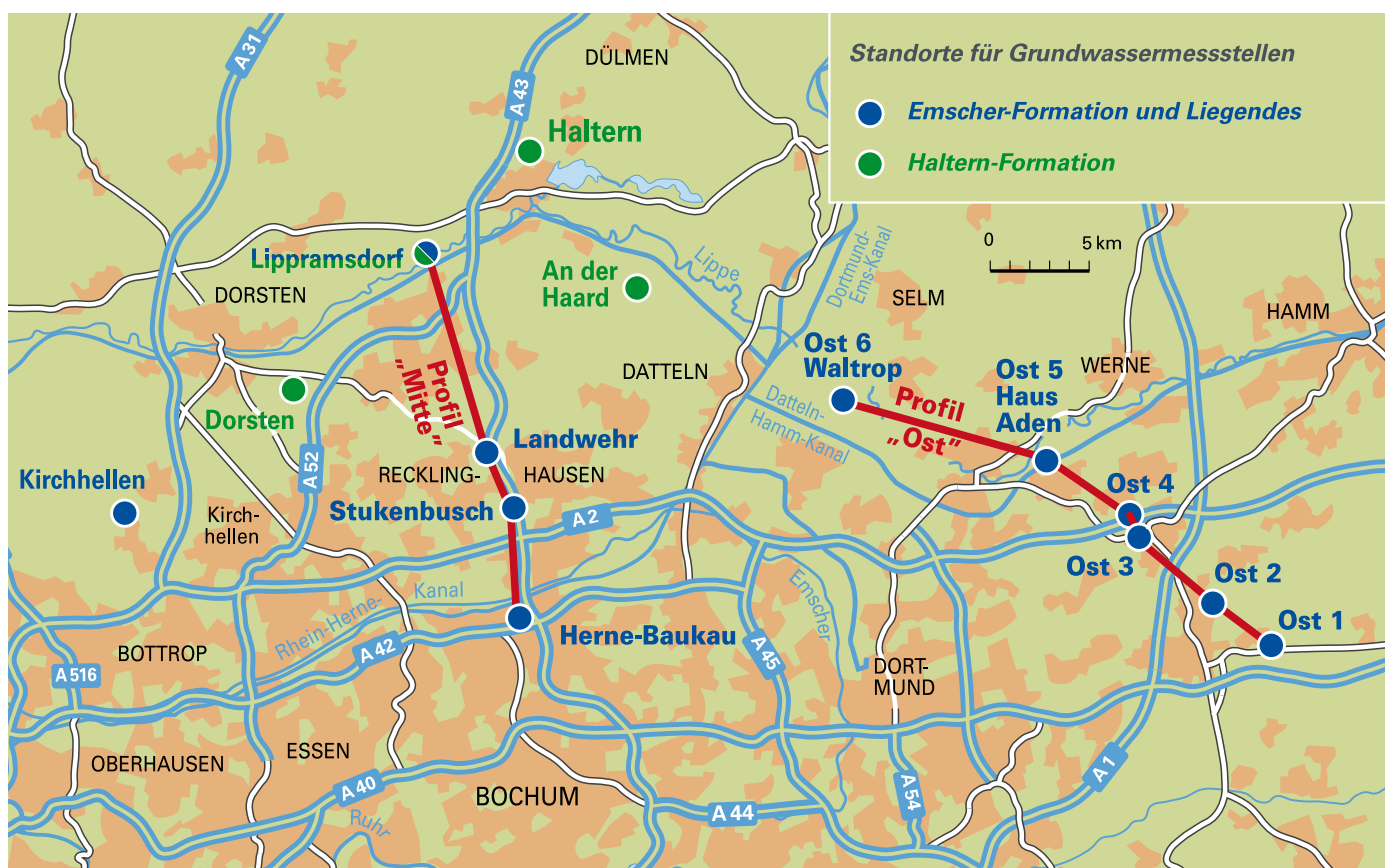 Standorte für Grundwassermessstellen
Emscher-Formation und Liegendes
Haltern-Formation
0 5 km
A 31
A 43
DÜLMEN
Haltern
Lippramsdorf
DORSTEN
An der
Haard
Lippe
Dortmund-
Ems-Kanal
SELM
HAMM
Profil
„Mitte“
DATTELN
Ost 6
Waltrop
Ost 5
Haus
Aden
WERNE
Dorsten
Profil
„Ost“
Datteln-
Hamm-Kanal
Landwehr
RECKLING-
HAUSEN
A 52
Kirchhellen
Kirch-
hellen
Stukenbusch
A 2
Ost 4
Ost 3
Ost 2
Ost 1
Rhein-Herne-
Kanal
Emscher
Herne-Baukau
BOTTROP
A 42
A 516
A 45
DORT-
MUND
ESSEN
OBERHAUSEN
A 40
BOCHUM
A 44
A 54
A 1
Ruhr